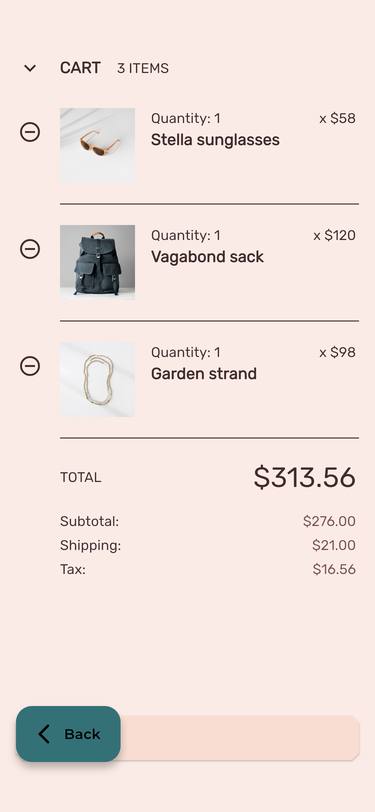 CART 3 ITEMS
Quantity: 1 x $58
Stella sunglasses
Quantity: 1 x $120
Vagabond sack
Quantity: 1 x $98
Garden strand
TOTAL $313.56
Subtotal: $276.00
Shipping: $21.00
Tax: $16.56
Back